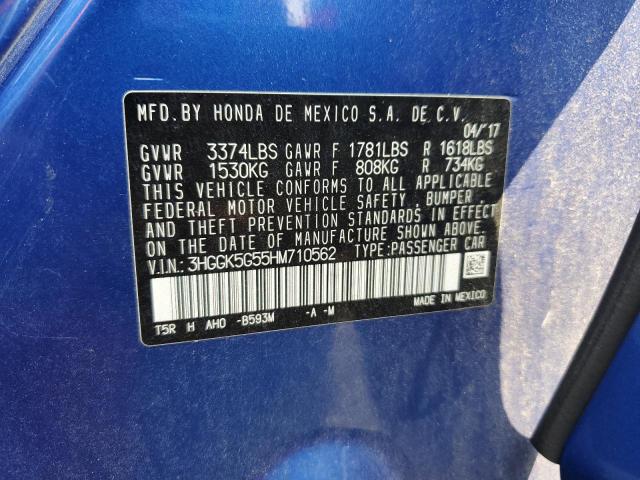 MFD.BY HONDA DE MEXICO S.A. DE C.V.
04/'17
GVWR 3374LBS GAWR F 1781LBS R 1618LBS
GVWR 1530KG GAWR F 808KG R 734KG
THIS VEHICLE CONFORMS TO ALL APPLICABLE
FEDERAL MOTOR VEHICLE SAFETY, BUMPER,
AND THEFT PREVENTION STANDARDS IN EFFECT
ON THE DATE OF MANUFACTURE SHOWN ABOVE.
V.I.N.: 3HGGK5G55HM710562 TYPE:PASSENGER CAR
MADE IN MEXICO
T5R H AHO -B593M -A -M